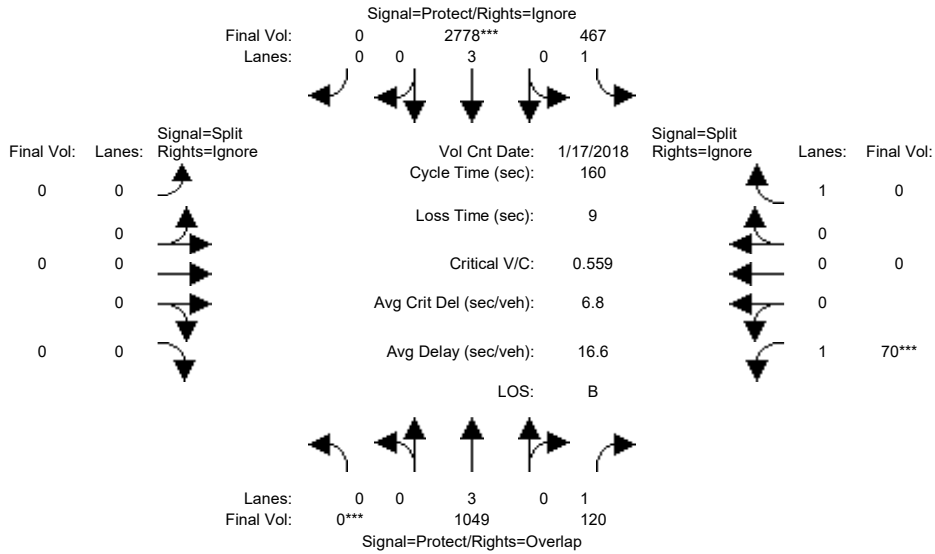 Signal=Protect/Rights=Ignore
Final Vol: 0 2778*** 467
Lanes: 0 0 3 0 1
Signal=Split
Final Vol: Lanes: Rights=Ignore
Vol Cnt Date: 1/17/2018
Signal=Split
Rights=Ignore Lanes: Final Vol:
Cycle Time (sec): 160
0 0 1 0
Loss Time (sec): 9
0 0
0 0 Critical V/C: 0.559 0 0
0 Avg Crit Del (sec/veh): 6.8 0
0 0 Avg Delay (sec/veh): 16.6 1 70***
LOS: B
Lanes: 0 0 3 0 1
Final Vol: 0*** 1049 120
Signal=Protect/Rights=Overlap